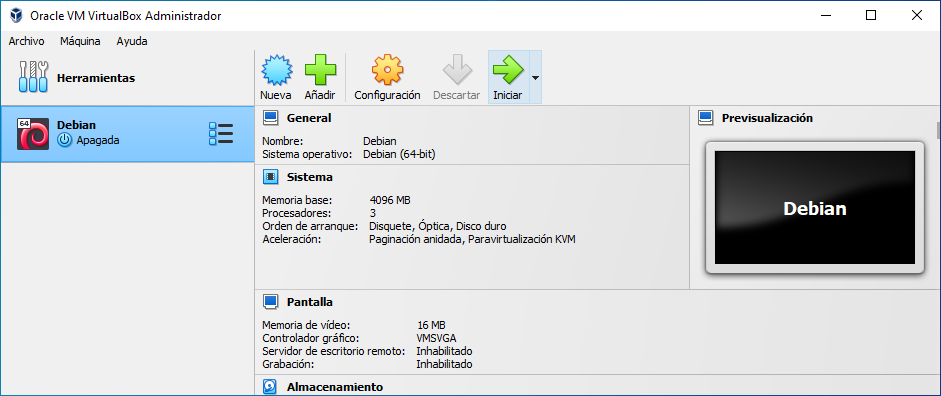 Oracle VM VirtualBox Administrador
Archivo Máquina Ayuda
Herramientas
Nueva Añadir Configuración Descartar Iniciar
64
Debian
Apagada
General
Nombre: Debian
Sistema operativo: Debian (64-bit)
Sistema
Memoria base: 4096 MB
Procesadores: 3
Orden de arranque: Disquete, Óptica, Disco duro
Aceleración: Paginación anidada, Paravirtualización KVM
Previsualización
Debian
Pantalla
Memoria de vídeo: 16 MB
Controlador gráfico: VMSVGA
Servidor de escritorio remoto: Inhabilitado
Grabación: Inhabilitado
Almacenamiento